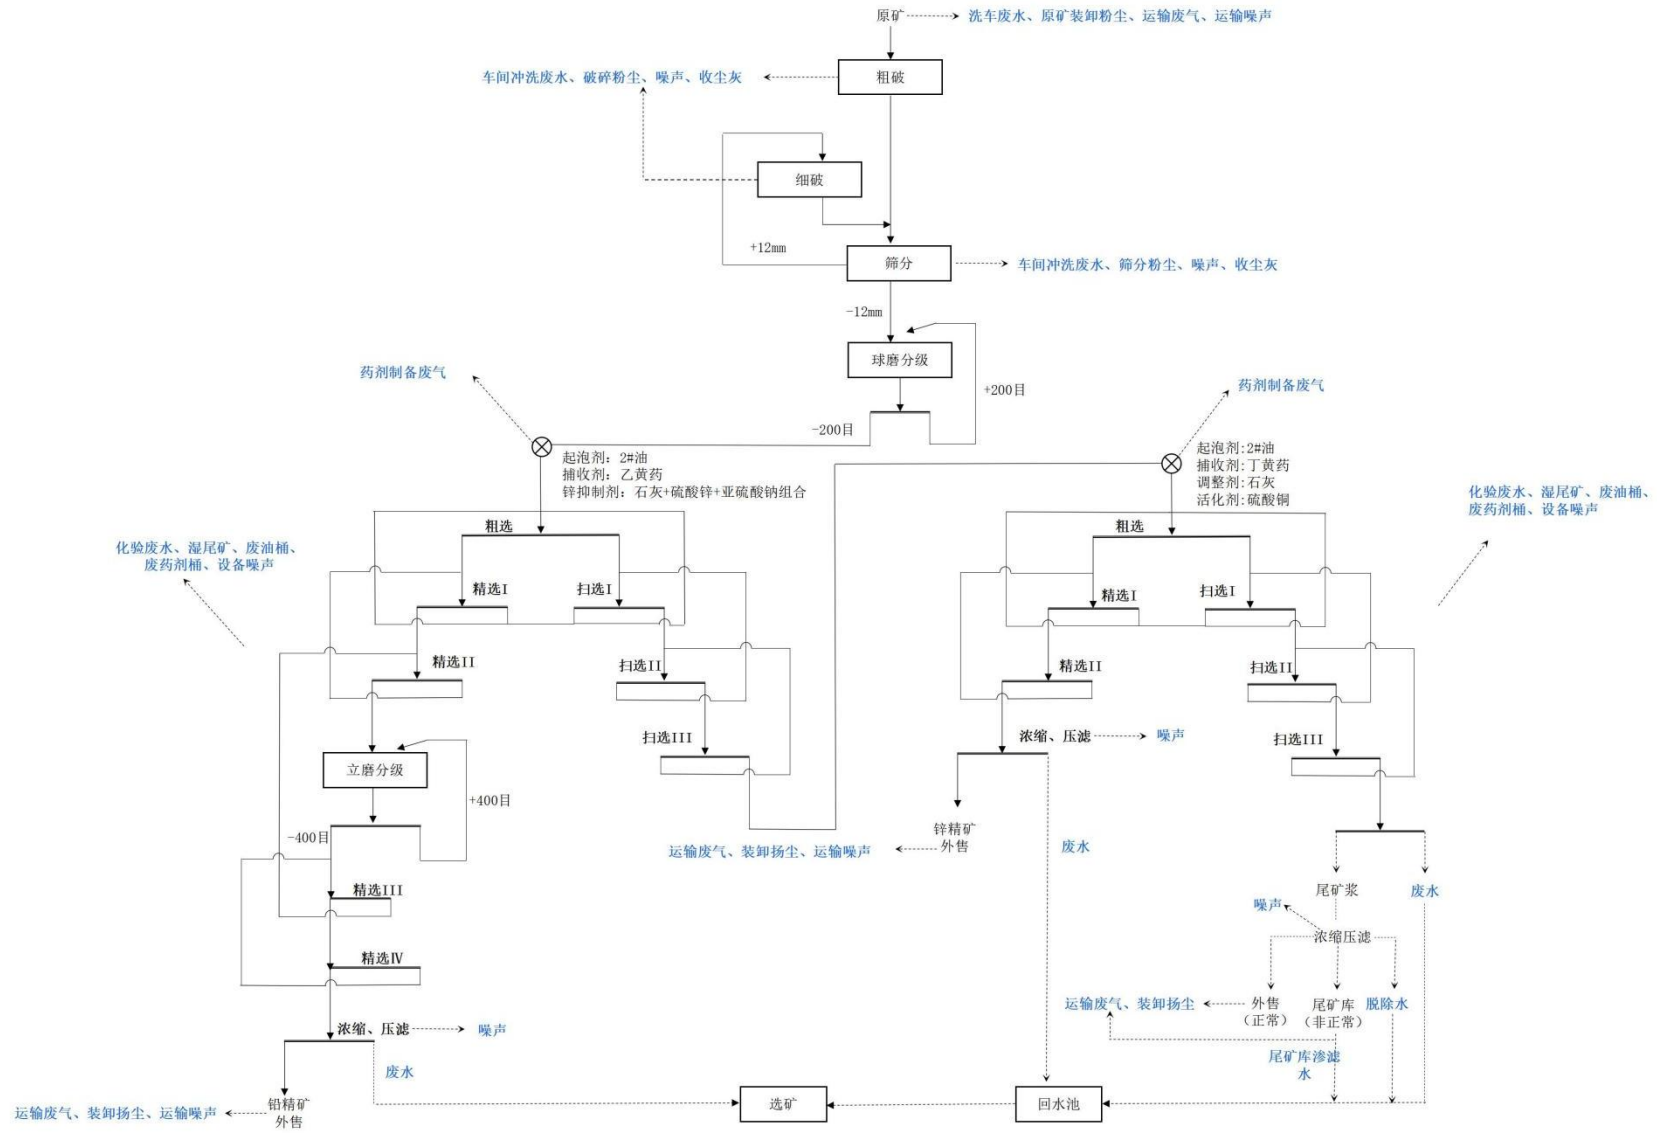 原矿
洗车废水、原矿装卸粉尘、运输废气、运输噪声
车间冲洗废水、破碎粉尘、噪声、收尘灰
粗破
细破
+12mm
筛分
车间冲洗废水、筛分粉尘、噪声、收尘灰
-12mm
球磨分级
+200目
-200目
药剂制备废气
起泡剂：2#油
捕收剂：乙黄药
锌抑制剂：石灰+硫酸锌+亚硫酸钠组合
药剂制备废气
起泡剂:2#油
捕收剂:丁黄药
调整剂:石灰
活化剂:硫酸铜
化验废水、湿尾矿、废油桶、
废药剂桶、设备噪声
化验废水、湿尾矿、废油桶、
废药剂桶、设备噪声
粗选
精选I
扫选I
精选II
扫选II
扫选III
立磨分级
+400目
-400目
精选III
精选Ⅳ
浓缩、压滤
噪声
废水
铅精矿
外售
运输废气、装卸扬尘、运输噪声
粗选
精选I
扫选I
精选II
扫选II
扫选III
浓缩、压滤
噪声
锌精矿
外售
运输废气、装卸扬尘、运输噪声
废水
尾矿浆
废水
噪声
浓缩压滤
运输废气、装卸扬尘
外售
（正常）
尾矿库
（非正常）
脱除水
尾矿库渗滤
水
选矿
回水池